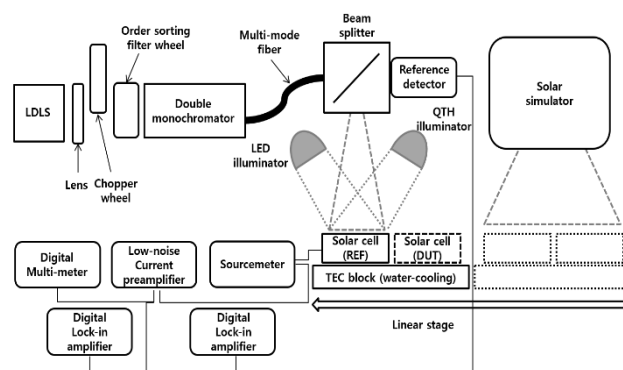 Beam
splitter
Order sorting
filter wheel
Multi-mode
fiber
LDLS
Double
monochromator
Reference
detector
Solar
simulator
Lens
Chopper
wheel
LED
illuminator
QTH
illuminator
Digital
Multi-meter
Low-noise
Current
preamplifier
Sourcemeter
Solar cell
(REF)
Solar cell
(DUT)
TEC block (water-cooling)
Linear stage
Digital
Lock-in
amplifier
Digital
Lock-in
amplifier